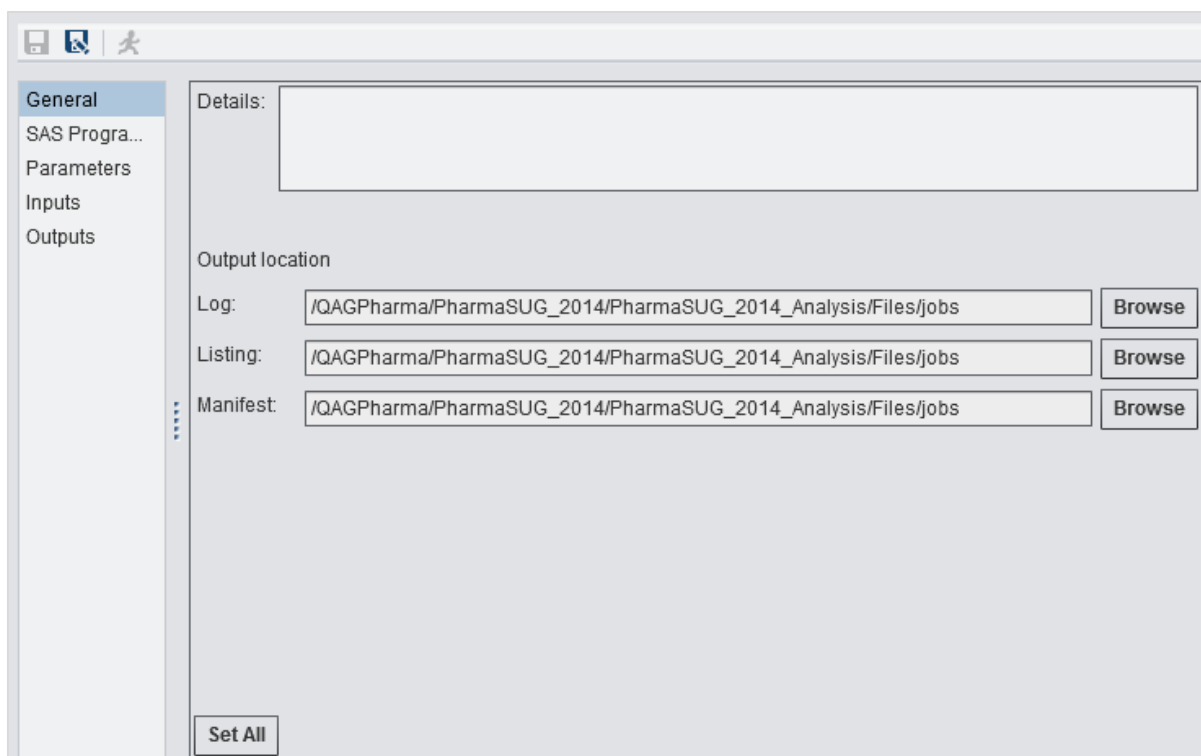 General
SAS Progra...
Parameters
Inputs
Outputs
Details:
Output location
Log: /QAGPharma/PharmaSUG_2014/PharmaSUG_2014_Analysis/Files/jobs Browse
Listing: /QAGPharma/PharmaSUG_2014/PharmaSUG_2014_Analysis/Files/jobs Browse
Manifest: /QAGPharma/PharmaSUG_2014/PharmaSUG_2014_Analysis/Files/jobs Browse
Set All